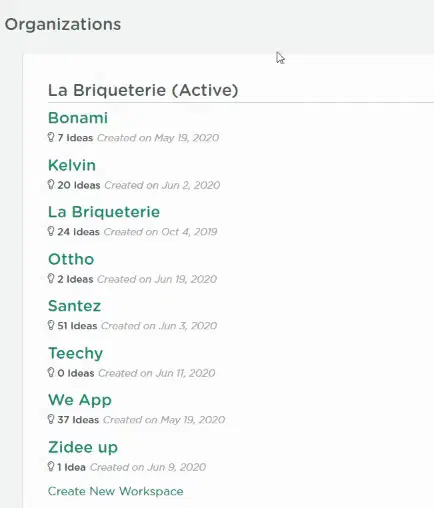 Organizations
La Briqueterie (Active)
Bonami
7 Ideas Created on May 19, 2020
Kelvin
20 Ideas Created on Jun 2, 2020
La Briqueterie
24 Ideas Created on Oct 4, 2019
Ottho
2 Ideas Created on Jun 19, 2020
Santez
51 Ideas Created on Jun 3, 2020
Teechy
0 Ideas Created on Jun 11, 2020
We App
37 Ideas Created on May 19, 2020
Zidee up
1 Idea Created on Jun 9, 2020
Create New Workspace